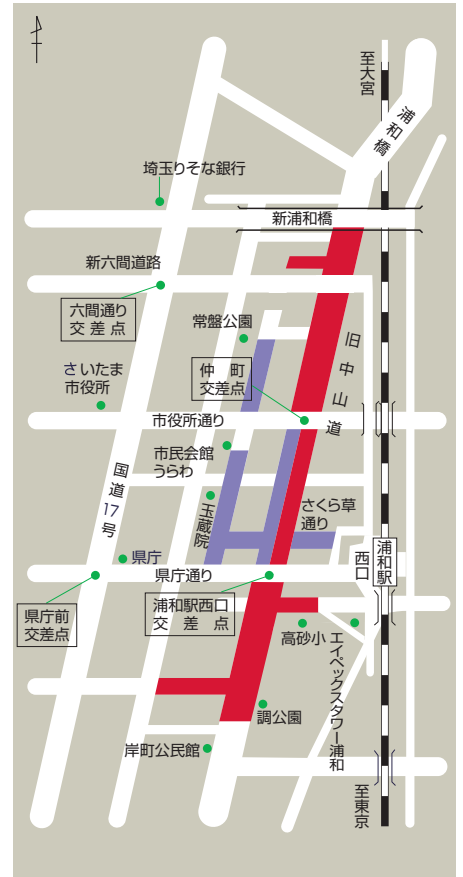 至大宮
浦和橋
埼玉りそな銀行
新浦和橋
新六間道路
六間通り
交差点
常盤公園
旧中山道
さいたま
市役所
仲町
交差点
市役所通り
市民会館
うらわ
国道17号
玉蔵院
さくら草
通り
浦和駅
西口
県庁
県庁通り
県庁前
交差点
浦和駅西口
交差点
高砂小
エイペックスタワー浦和
調公園
岸町公民館
至東京